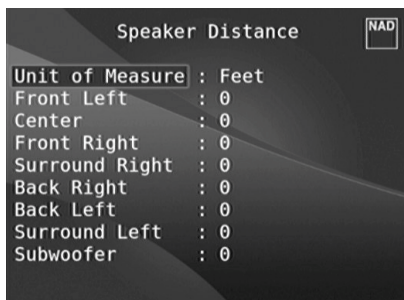 Speaker Distance
NAD
Unit of Measure : Feet
Front Left : 0
Center : 0
Front Right : 0
Surround Right : 0
Back Right : 0
Back Left : 0
Surround Left : 0
Subwoofer : 0